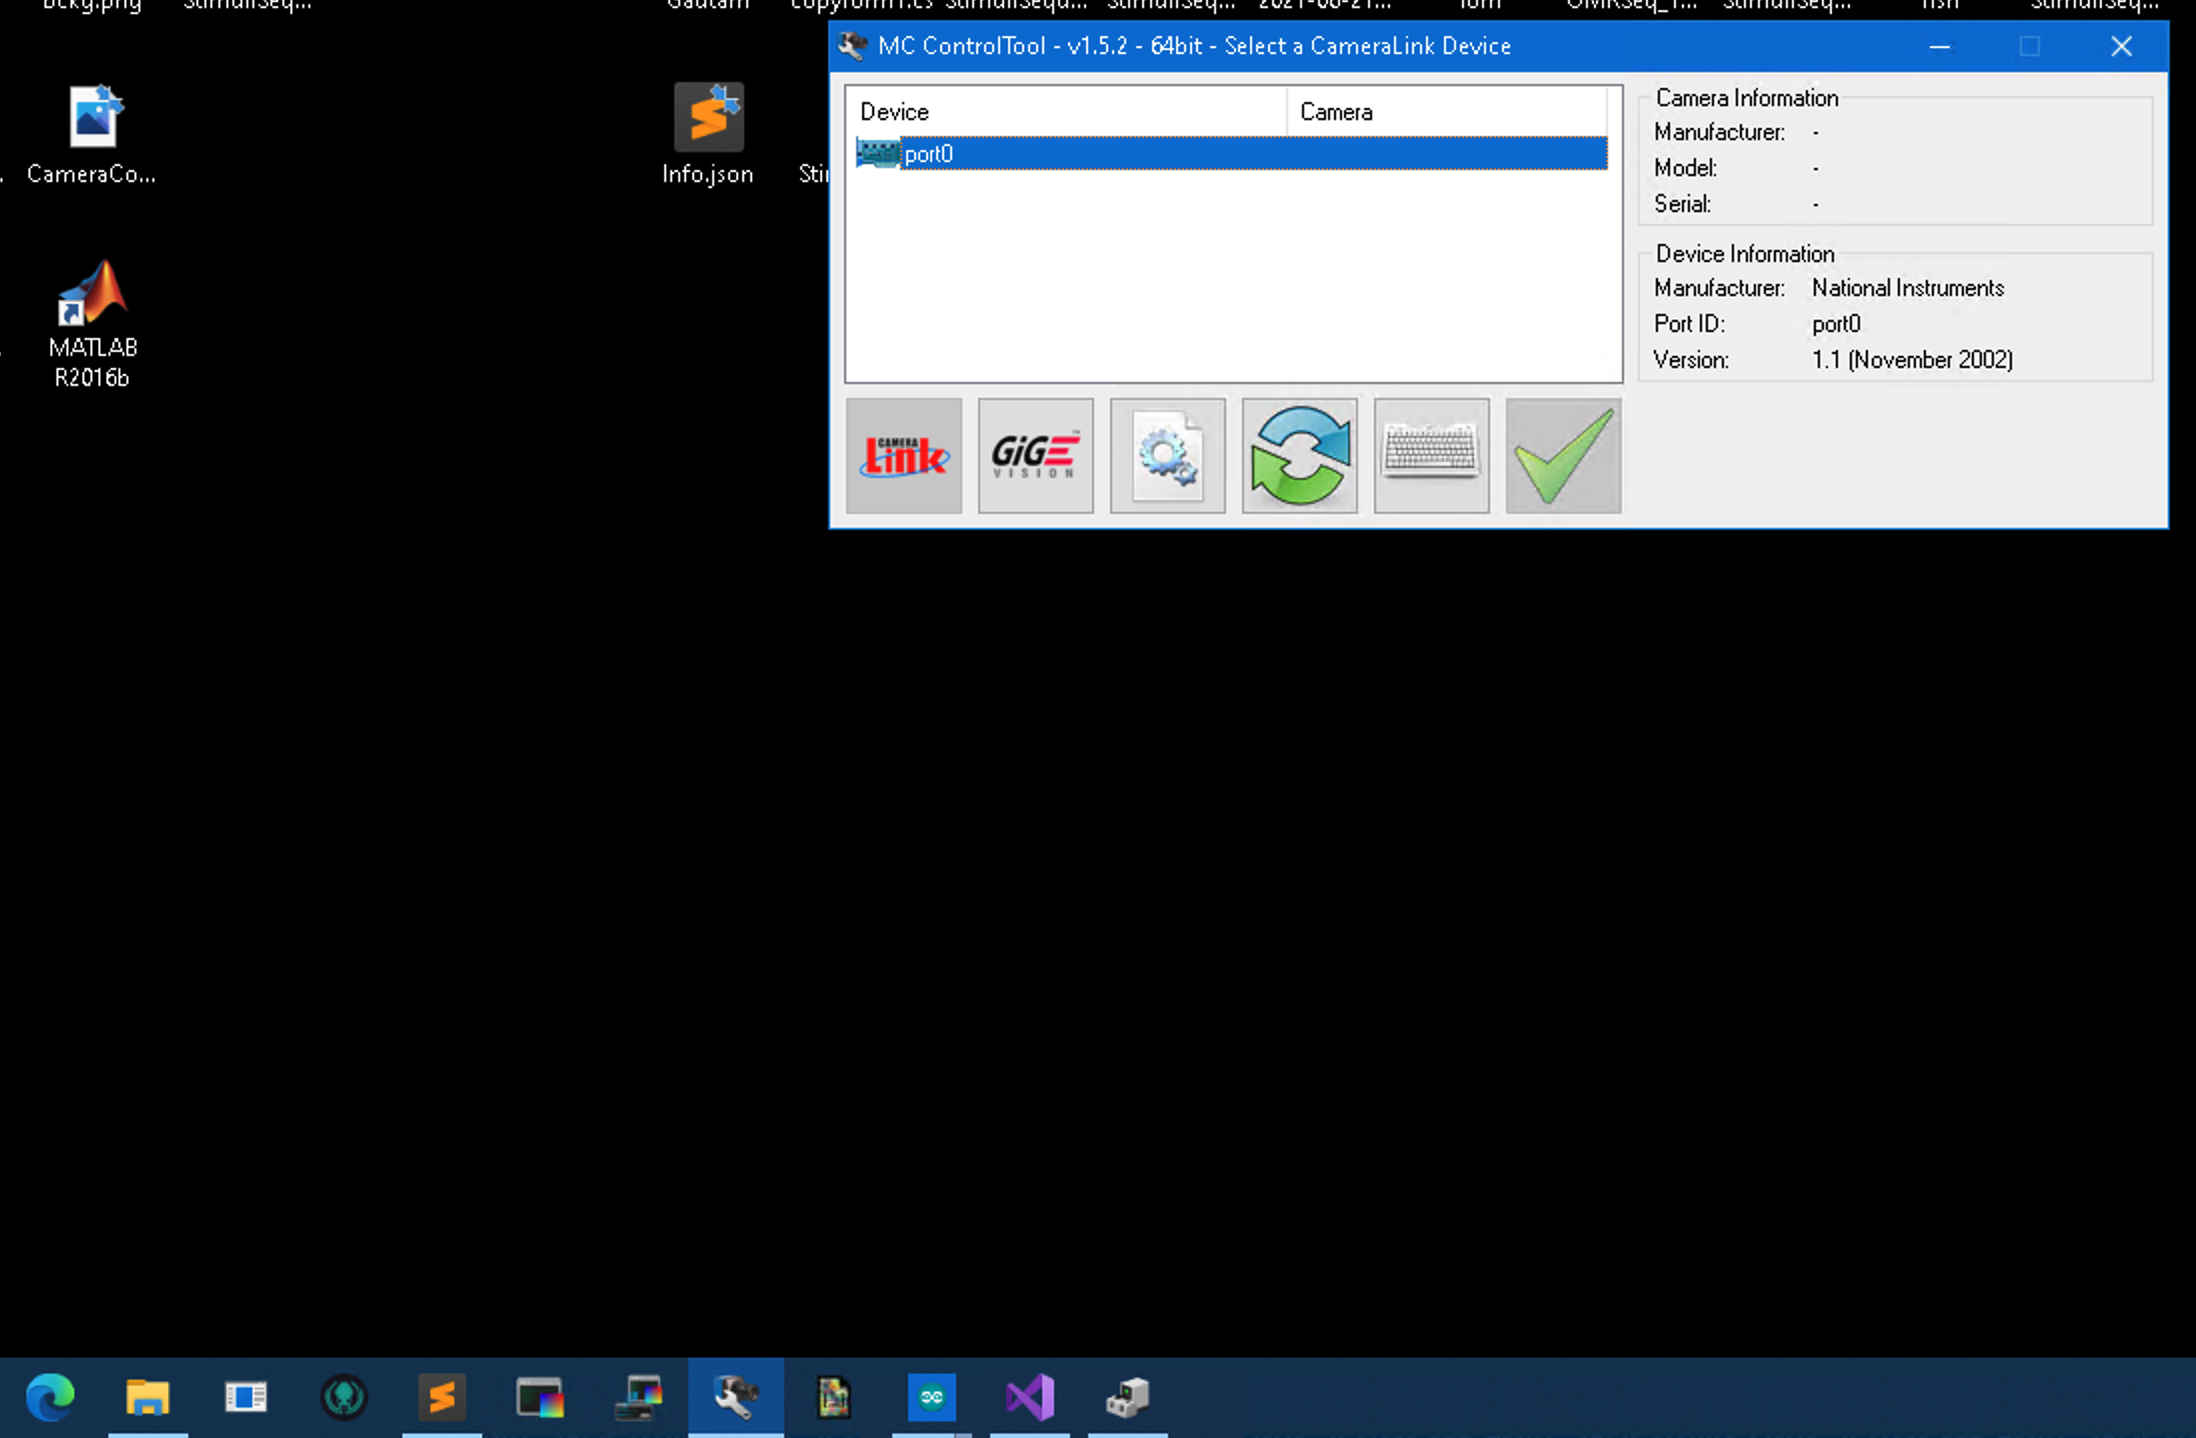 bckg.png
StimuliSeq...
Gautam
copyform1.cs
StimuliSequ...
StimuliSeq...
2021-06-21...
Tom
OMRSeq_1...
StimuliSeq...
fish
StimuliSeq...
MC ControlTool - v1.5.2 - 64bit - Select a CameraLink Device
CameraCo...
Info.json
Sti
MATLAB
R2016b
Device
Camera
port0
Camera Information
Manufacturer: -
Model: -
Serial: -
Device Information
Manufacturer: National Instruments
Port ID: port0
Version: 1.1 (November 2002)
CAMERA
Link
GiGE
VISION